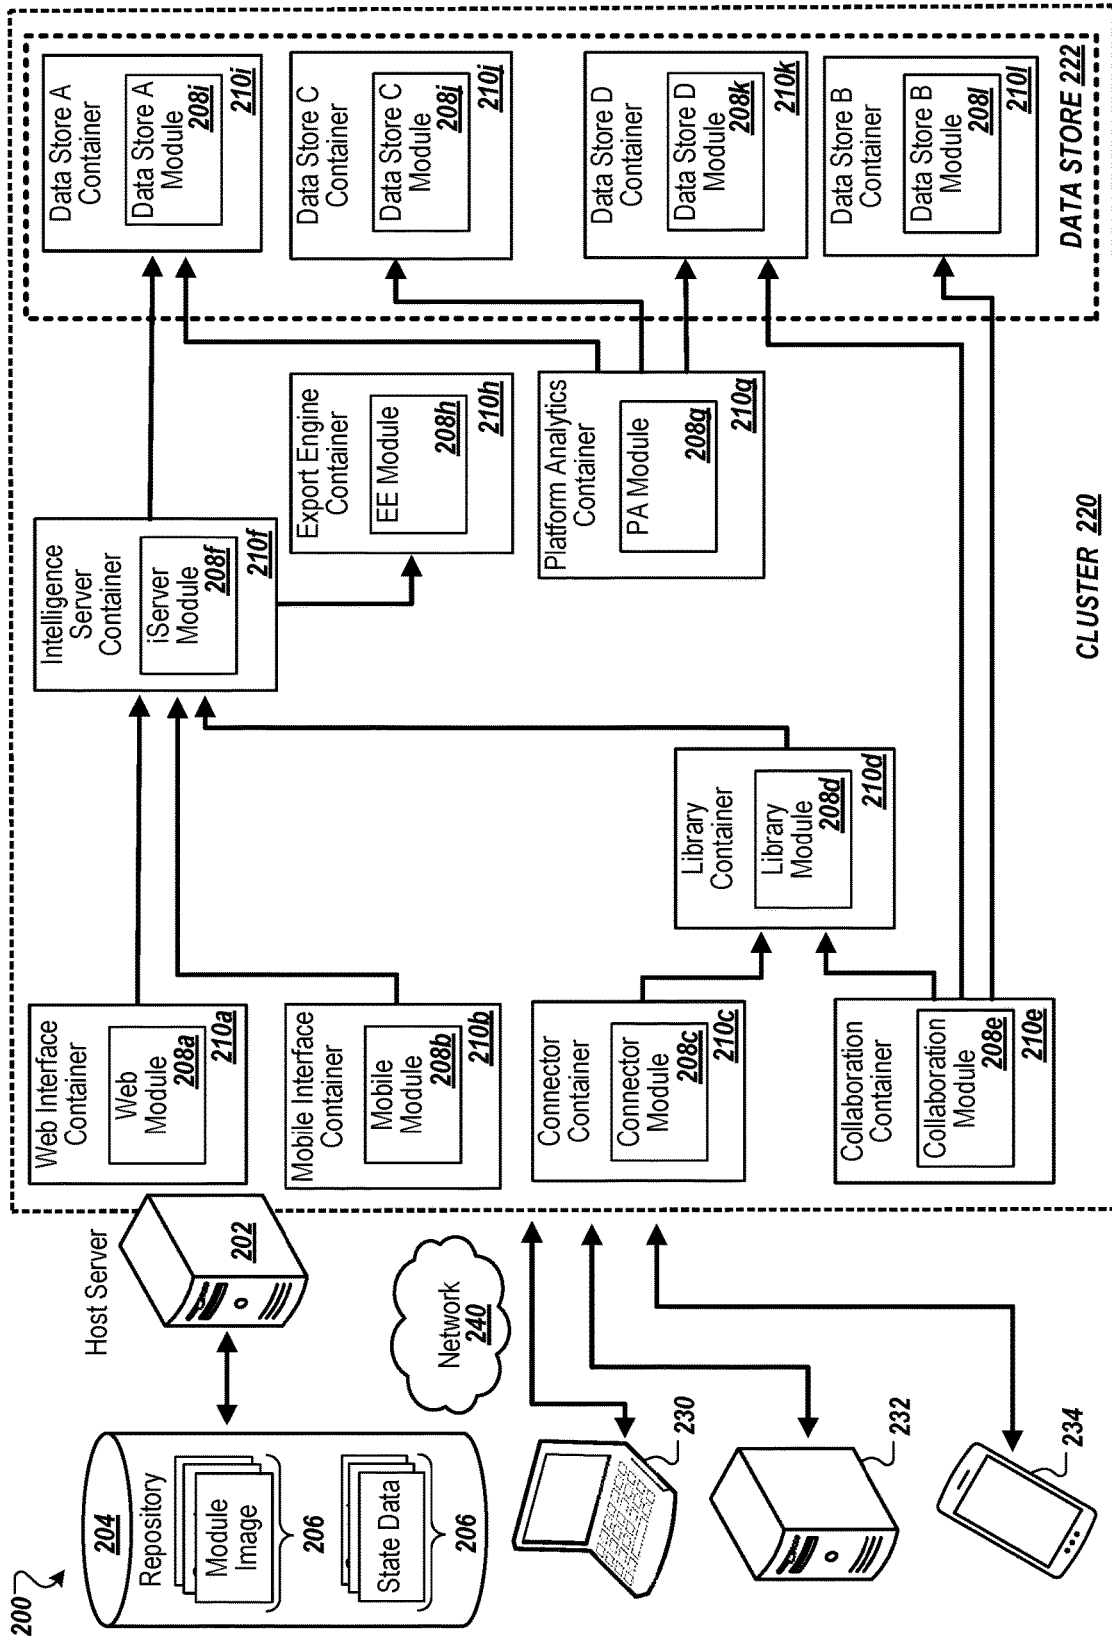 200
204
Repository
Module
Image
206
State Data
206
Host Server
202
Network
240
230
232
234
Web Interface
Container
Web
Module
208a
210a
Mobile Interface
Container
Mobile
Module
208b
210b
Connector
Container
Connector
Module
208c
210c
Collaboration
Container
Collaboration
Module
208e
210e
Library
Container
Library
Module
208d
210d
Intelligence
Server
Container
iServer
Module
208f
210f
Export Engine
Container
EE Module
208h
210h
Platform Analytics
Container
PA Module
208g
210g
Data Store A
Container
Data Store A
Module
208i
210i
Data Store C
Container
Data Store C
Module
208j
210j
Data Store D
Container
Data Store D
Module
208k
210k
Data Store B
Container
Data Store B
Module
208l
210l
DATA STORE 222
CLUSTER 220